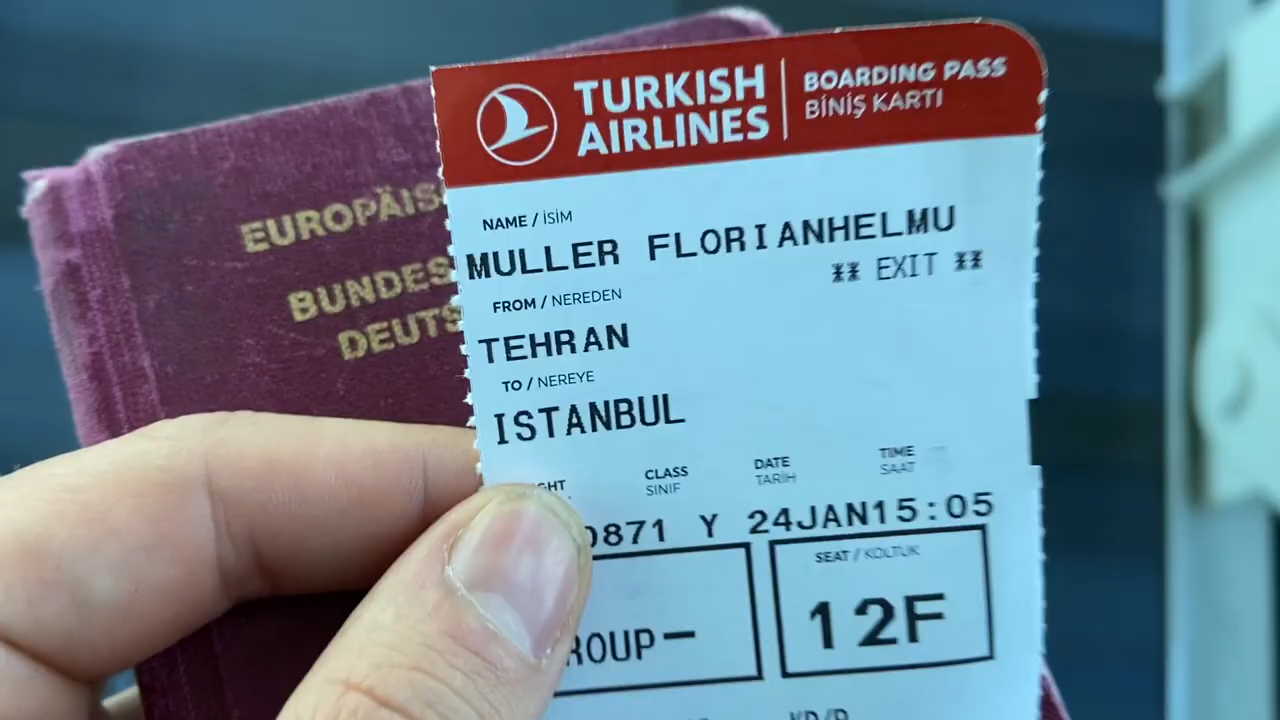 EUROPÄIS
BUNDES
DEUTS
TURKISH
AIRLINES
BOARDING PASS
BİNİŞ KARTI
NAME / İSİM
MULLER FLORIANHELMU
** EXIT **
FROM / NEREDEN
TEHRAN
TO / NEREYE
ISTANBUL
GHT CLASS DATE TIME
SINIF TARİH SAAT
0871 Y 24JAN15:05
SEAT / KOLTUK
ROUP- 12F